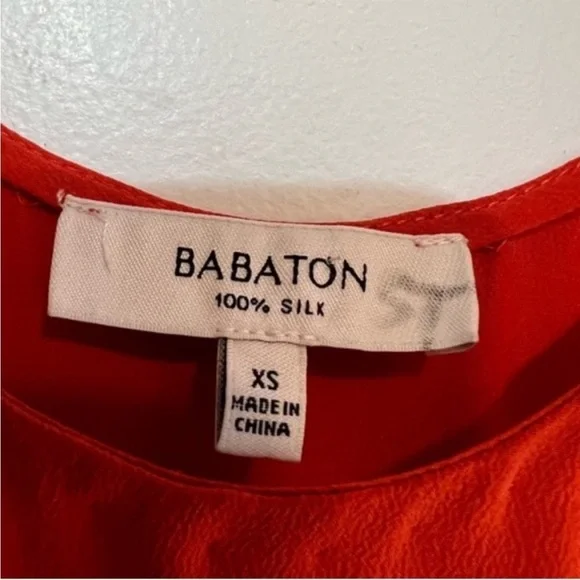 BABATON
100% SILK
ST
XS
MADE IN
CHINA